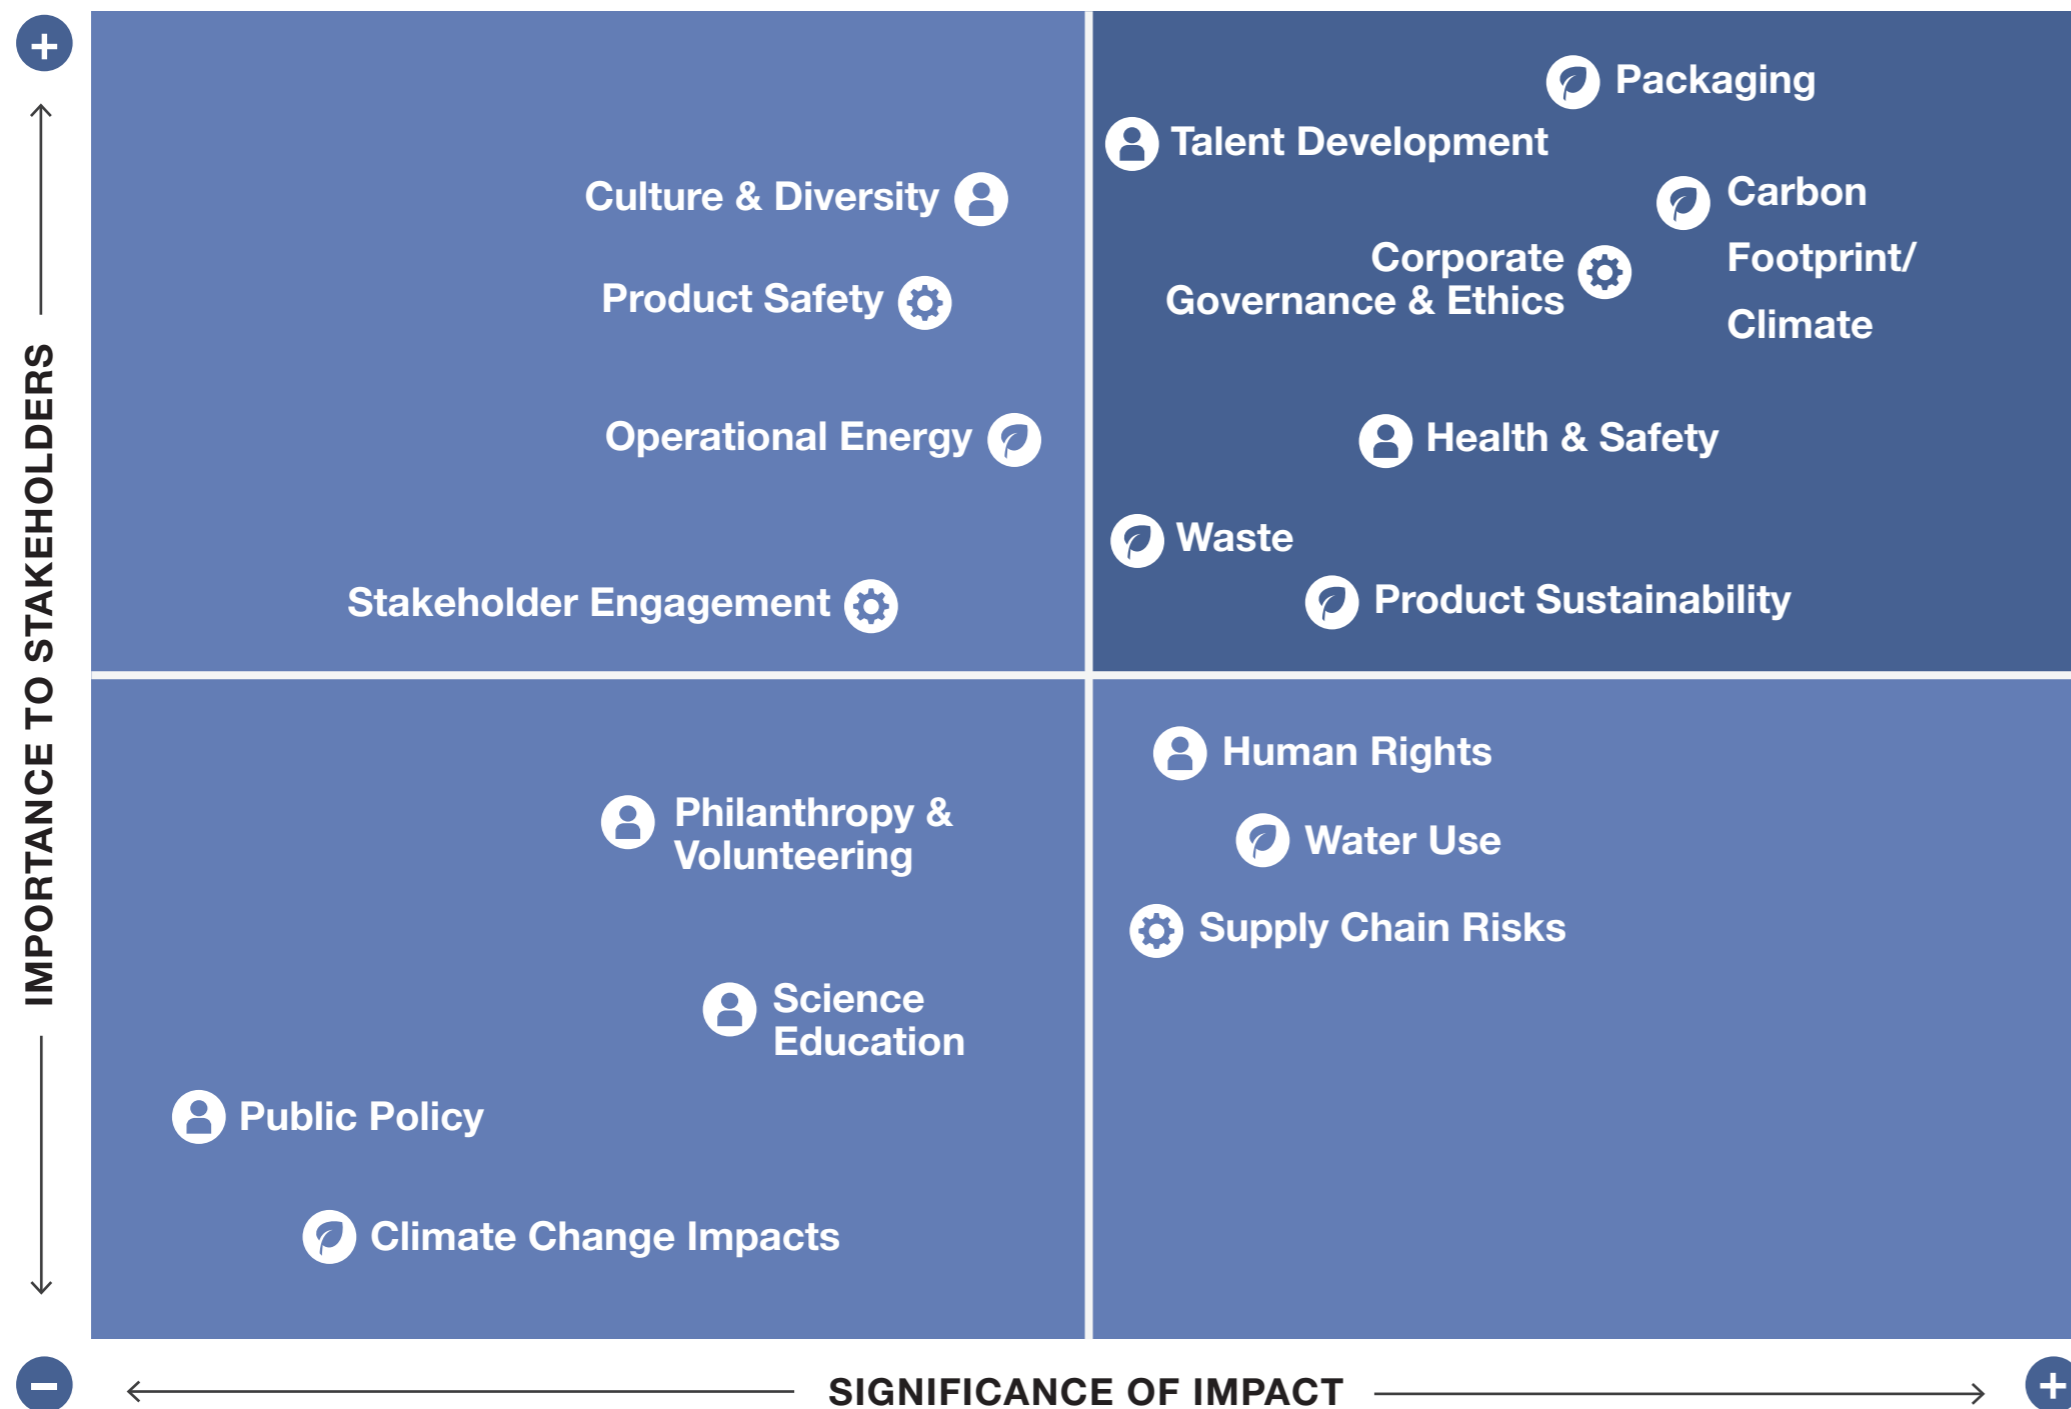 +
IMPORTANCE TO STAKEHOLDERS
Packaging
Talent Development
Culture & Diversity
Carbon
Footprint/
Climate
Corporate
Governance & Ethics
Product Safety
Operational Energy
Health & Safety
Waste
Stakeholder Engagement
Product Sustainability
Human Rights
Philanthropy &
Volunteering
Water Use
Supply Chain Risks
Science
Education
Public Policy
Climate Change Impacts
−
SIGNIFICANCE OF IMPACT
+